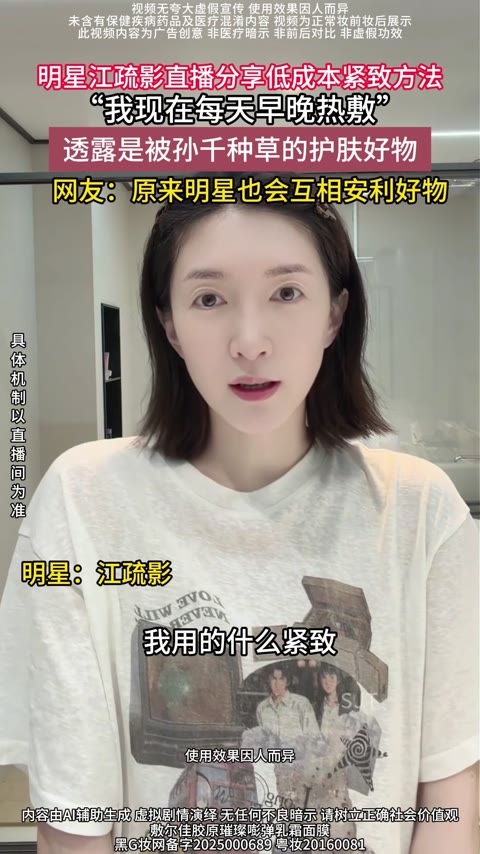 视频无夸大虚假宣传 使用效果因人而异
未含有保健疾病药品及医疗混淆内容 视频为正常妆前妆后展示
此视频内容为广告创意 非医疗暗示 非前后对比 非虚假功效
明星江疏影直播分享低成本紧致方法
“我现在每天早晚热敷”
透露是被孙千种草的护肤好物
网友：原来明星也会互相安利好物
具体机制以直播间为准
明星：江疏影
LOVE WILL
NEVER
我用的什么紧致
SJT
使用效果因人而异
内容由AI辅助生成 虚拟剧情演绎 无任何不良暗示 请树立正确社会价值观
敷尔佳胶原璀璨嘭弹乳霜面膜
黑G妆网备字2025000689 粤妆20160081